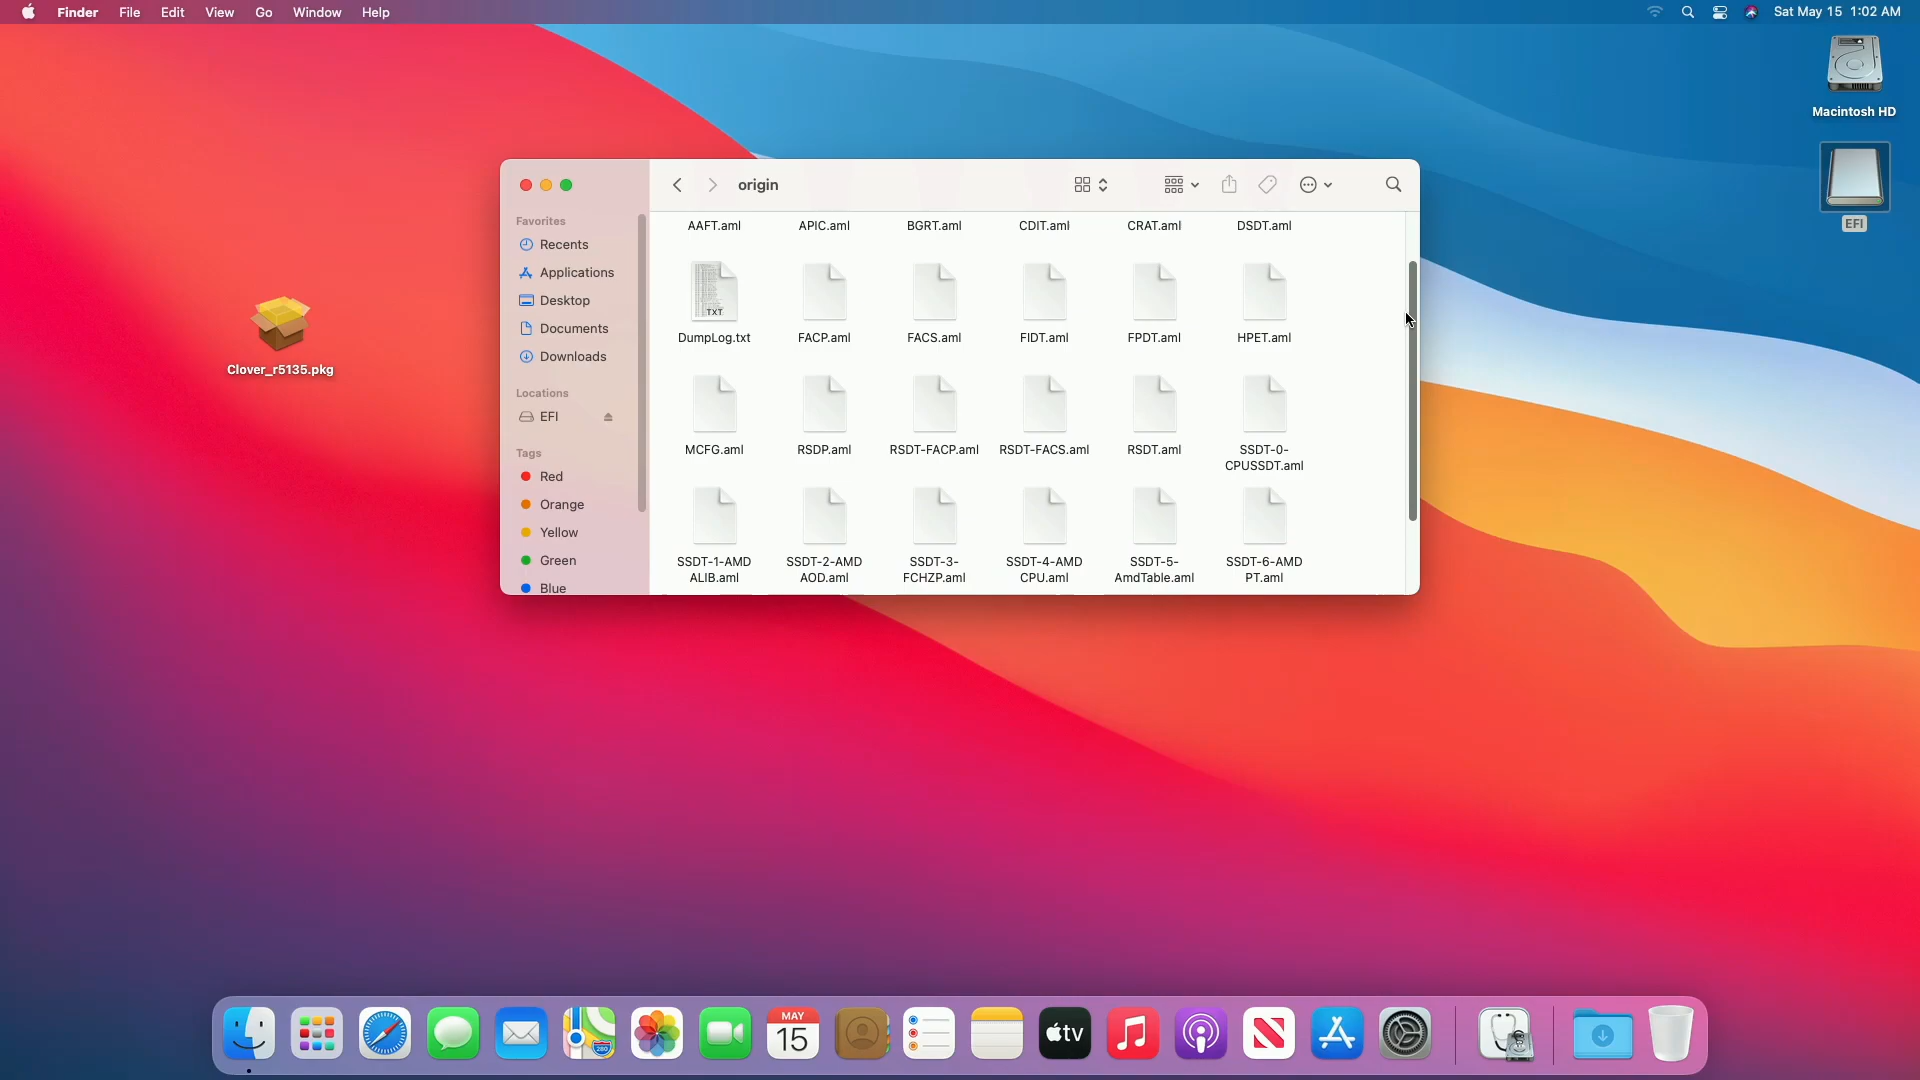 Finder File Edit View Go Window Help Sat May 15 1:02 AM
Macintosh HD
EFI
Clover_r5135.pkg
origin
Favorites
Recents
Applications
Desktop
Documents
Downloads
Locations
EFI
Tags
Red
Orange
Yellow
Green
Blue
AAFT.aml APIC.aml BGRT.aml CDIT.aml CRAT.aml DSDT.aml
TXT
DumpLog.txt FACP.aml FACS.aml FIDT.aml FPDT.aml HPET.aml
MCFG.aml RSDP.aml RSDT-FACP.aml RSDT-FACS.aml RSDT.aml SSDT-0-
CPUSSDT.aml
SSDT-1-AMD SSDT-2-AMD SSDT-3- SSDT-4-AMD SSDT-5- SSDT-6-AMD
ALIB.aml AOD.aml FCHZP.aml CPU.aml AmdTable.aml PT.aml
280
MAY
15
tv